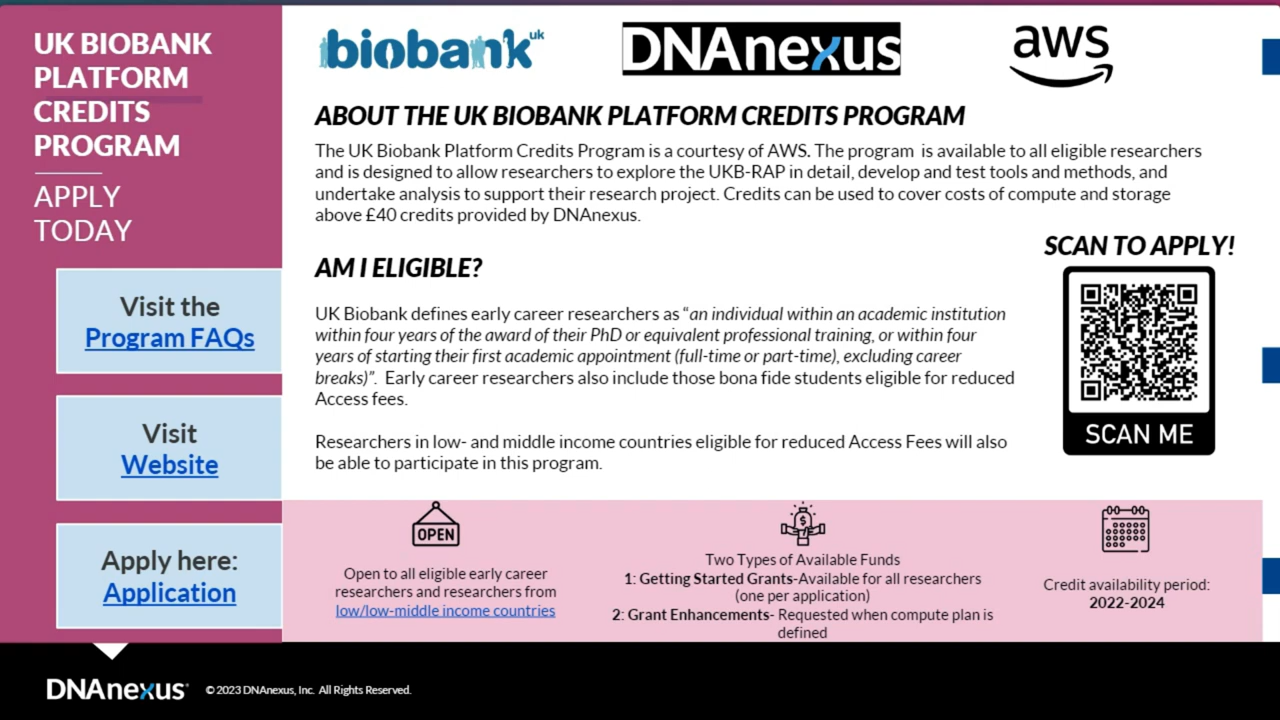 UK BIOBANK
PLATFORM
CREDITS
PROGRAM
APPLY
TODAY
Visit the
Program FAQs
Visit
Website
Apply here:
Application
biobank uk
DNAnexus
aws
ABOUT THE UK BIOBANK PLATFORM CREDITS PROGRAM
The UK Biobank Platform Credits Program is a courtesy of AWS. The program is available to all eligible researchers
and is designed to allow researchers to explore the UKB-RAP in detail, develop and test tools and methods, and
undertake analysis to support their research project. Credits can be used to cover costs of compute and storage
above £40 credits provided by DNAnexus.
AM I ELIGIBLE?
UK Biobank defines early career researchers as “an individual within an academic institution
within four years of the award of their PhD or equivalent professional training, or within four
years of starting their first academic appointment (full-time or part-time), excluding career
breaks)”. Early career researchers also include those bona fide students eligible for reduced
Access fees.
Researchers in low- and middle income countries eligible for reduced Access Fees will also
be able to participate in this program.
SCAN TO APPLY!
SCAN ME
OPEN
Open to all eligible early career
researchers and researchers from
low/low-middle income countries
$
Two Types of Available Funds
1: Getting Started Grants-Available for all researchers
(one per application)
2: Grant Enhancements- Requested when compute plan is
defined
Credit availability period:
2022-2024
DNAnexus
© 2023 DNAnexus, Inc. All Rights Reserved.